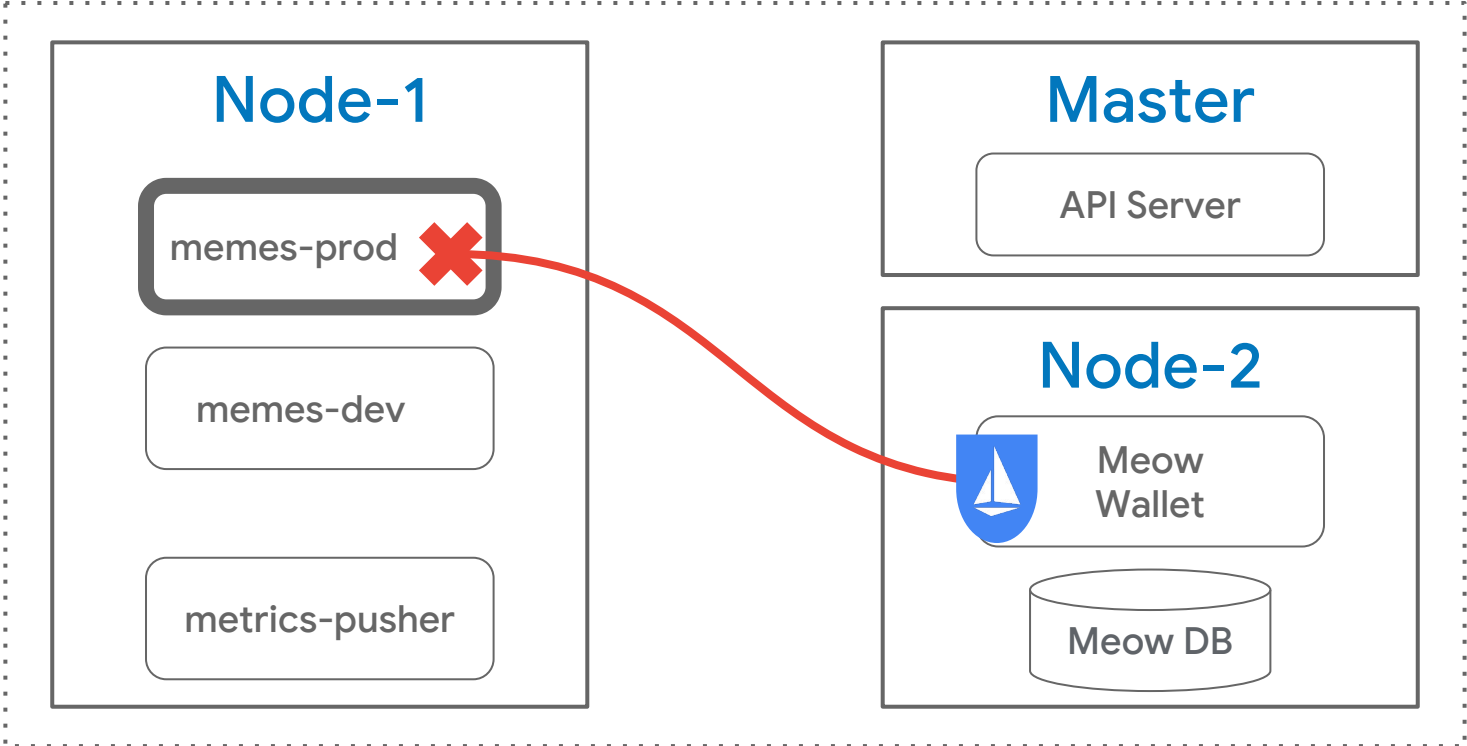 Node-1
memes-prod
memes-dev
metrics-pusher
Master
API Server
Node-2
Meow
Wallet
Meow DB